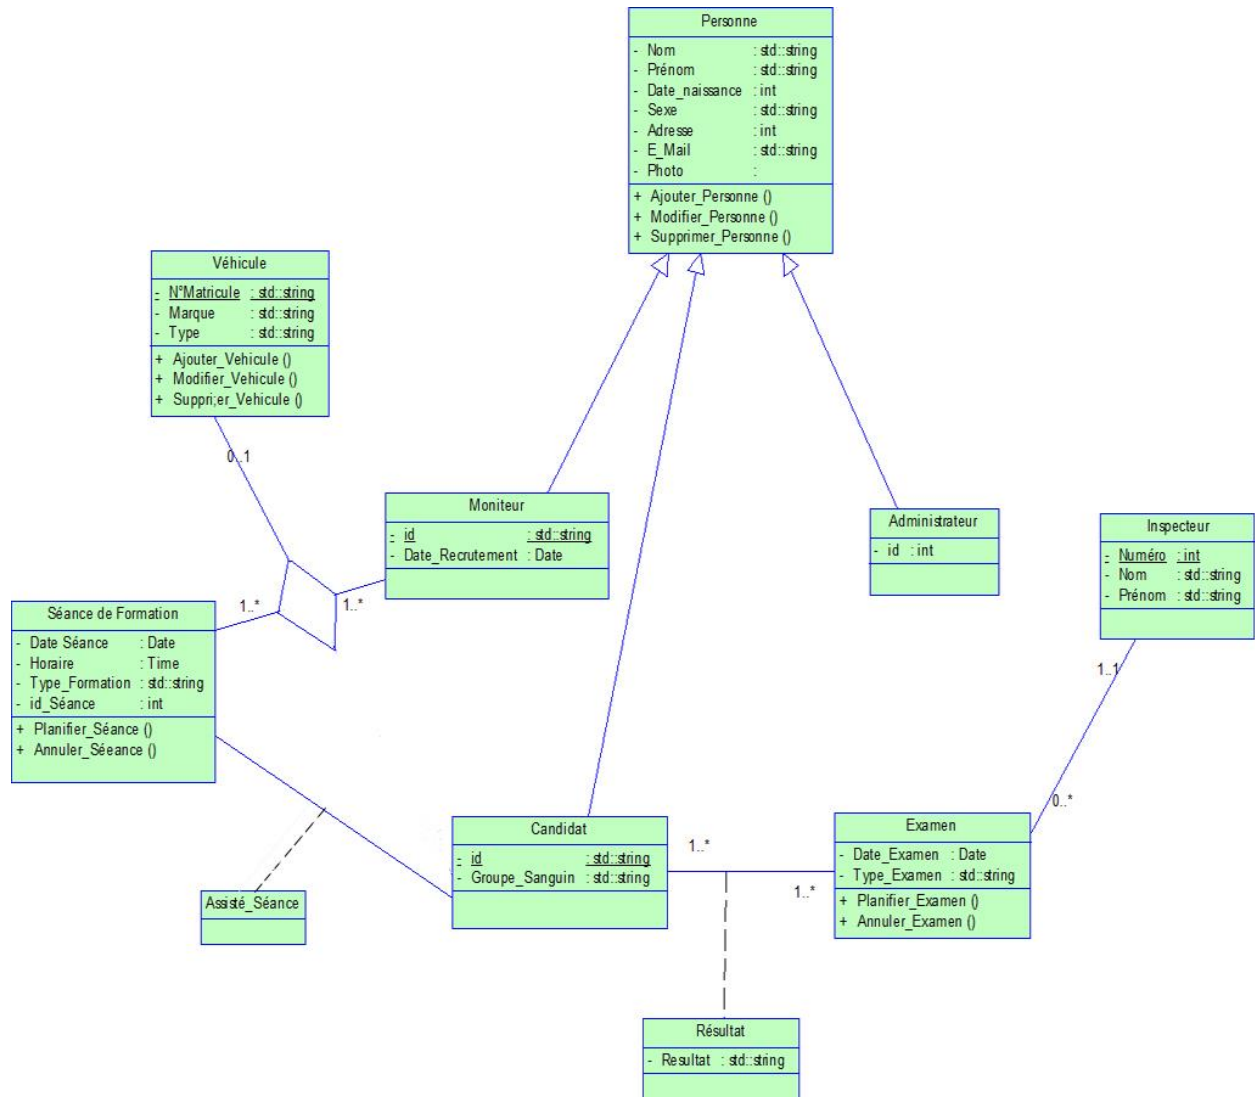 Personne
- Nom : std::string
- Prénom : std::string
- Date_naissance : int
- Sexe : std::string
- Adresse : int
- E_Mail : std::string
- Photo :
+ Ajouter_Personne ()
+ Modifier_Personne ()
+ Supprimer_Personne ()
Véhicule
- N°Matricule : std::string
- Marque : std::string
- Type : std::string
+ Ajouter_Vehicule ()
+ Modifier_Vehicule ()
+ Suppri;er_Vehicule ()
0..1
Moniteur
- id : std::string
- Date_Recrutement : Date
Administrateur
- id : int
Inspecteur
- Numéro : int
- Nom : std::string
- Prénom : std::string
1..*
1..*
Séance de Formation
- Date Séance : Date
- Horaire : Time
- Type_Formation : std::string
- id_Séance : int
+ Planifier_Séance ()
+ Annuler_Séeance ()
1..1
0..*
Candidat
- id : std::string
- Groupe_Sanguin : std::string
1..*
1..*
Examen
- Date_Examen : Date
- Type_Examen : std::string
+ Planifier_Examen ()
+ Annuler_Examen ()
Assisté_Séance
Résultat
- Resultat : std::string